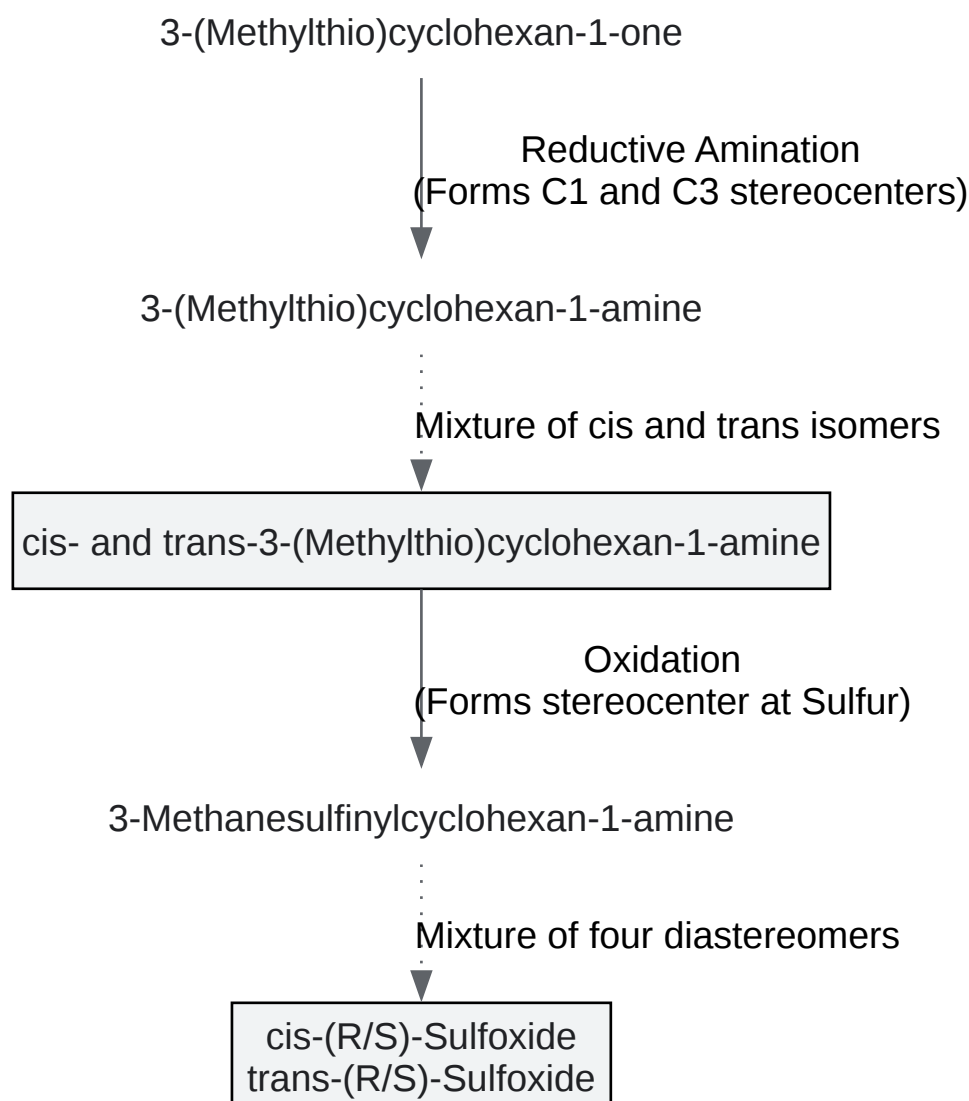 3-(Methylthio)cyclohexan-1-one
Reductive Amination
(Forms C1 and C3 stereocenters)
3-(Methylthio)cyclohexan-1-amine
Mixture of cis and trans isomers
cis- and trans-3-(Methylthio)cyclohexan-1-amine
Oxidation
(Forms stereocenter at Sulfur)
3-Methanesulfinylcyclohexan-1-amine
Mixture of four diastereomers
cis-(R/S)-Sulfoxide
trans-(R/S)-Sulfoxide